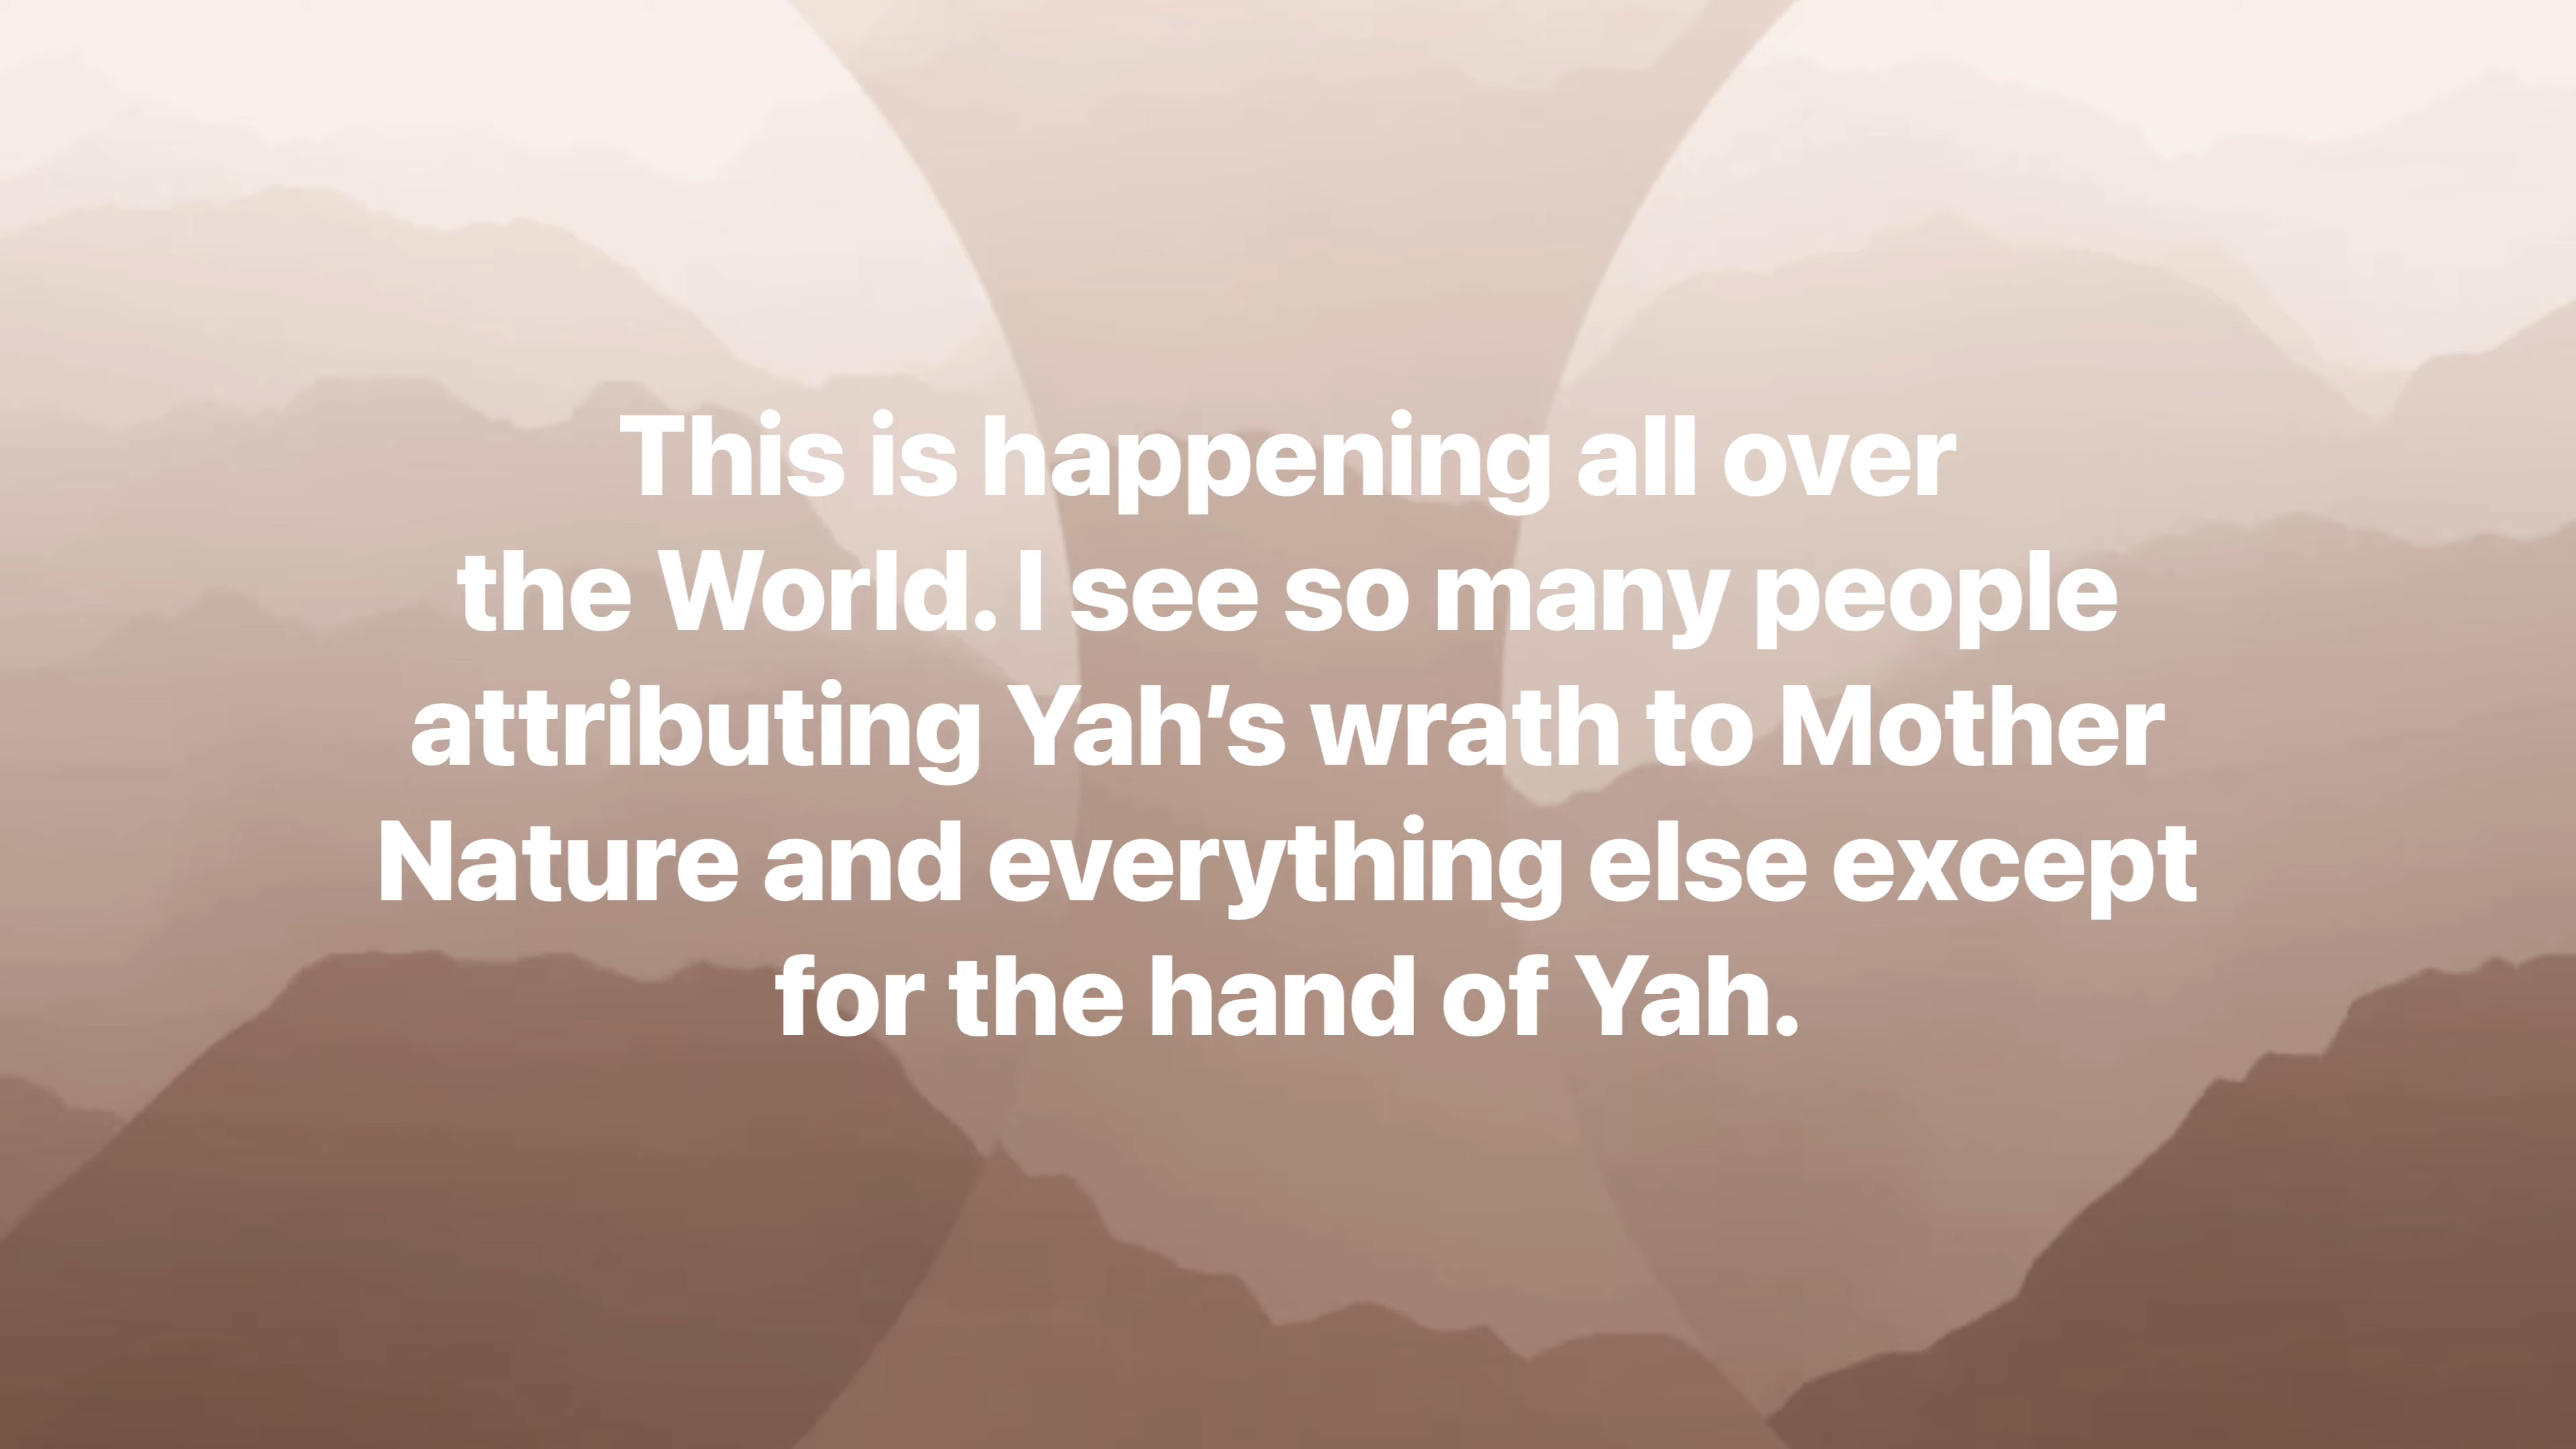 This is happening all over
the World. I see so many people
attributing Yah’s wrath to Mother
Nature and everything else except
for the hand of Yah.